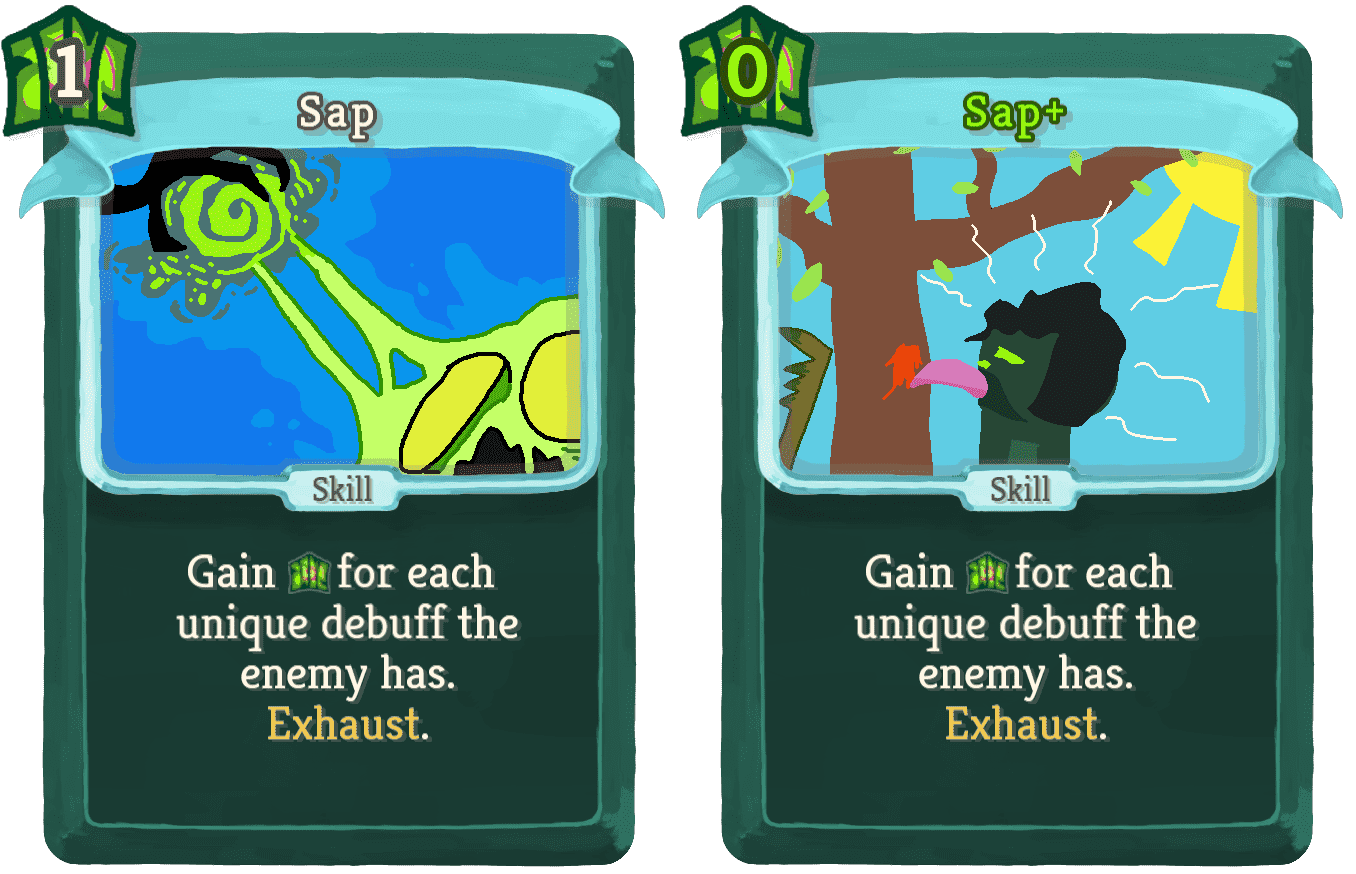 1
Sap
Skill
Gain for each
unique debuff the
enemy has.
Exhaust.
0
Sap+
Skill
Gain for each
unique debuff the
enemy has.
Exhaust.